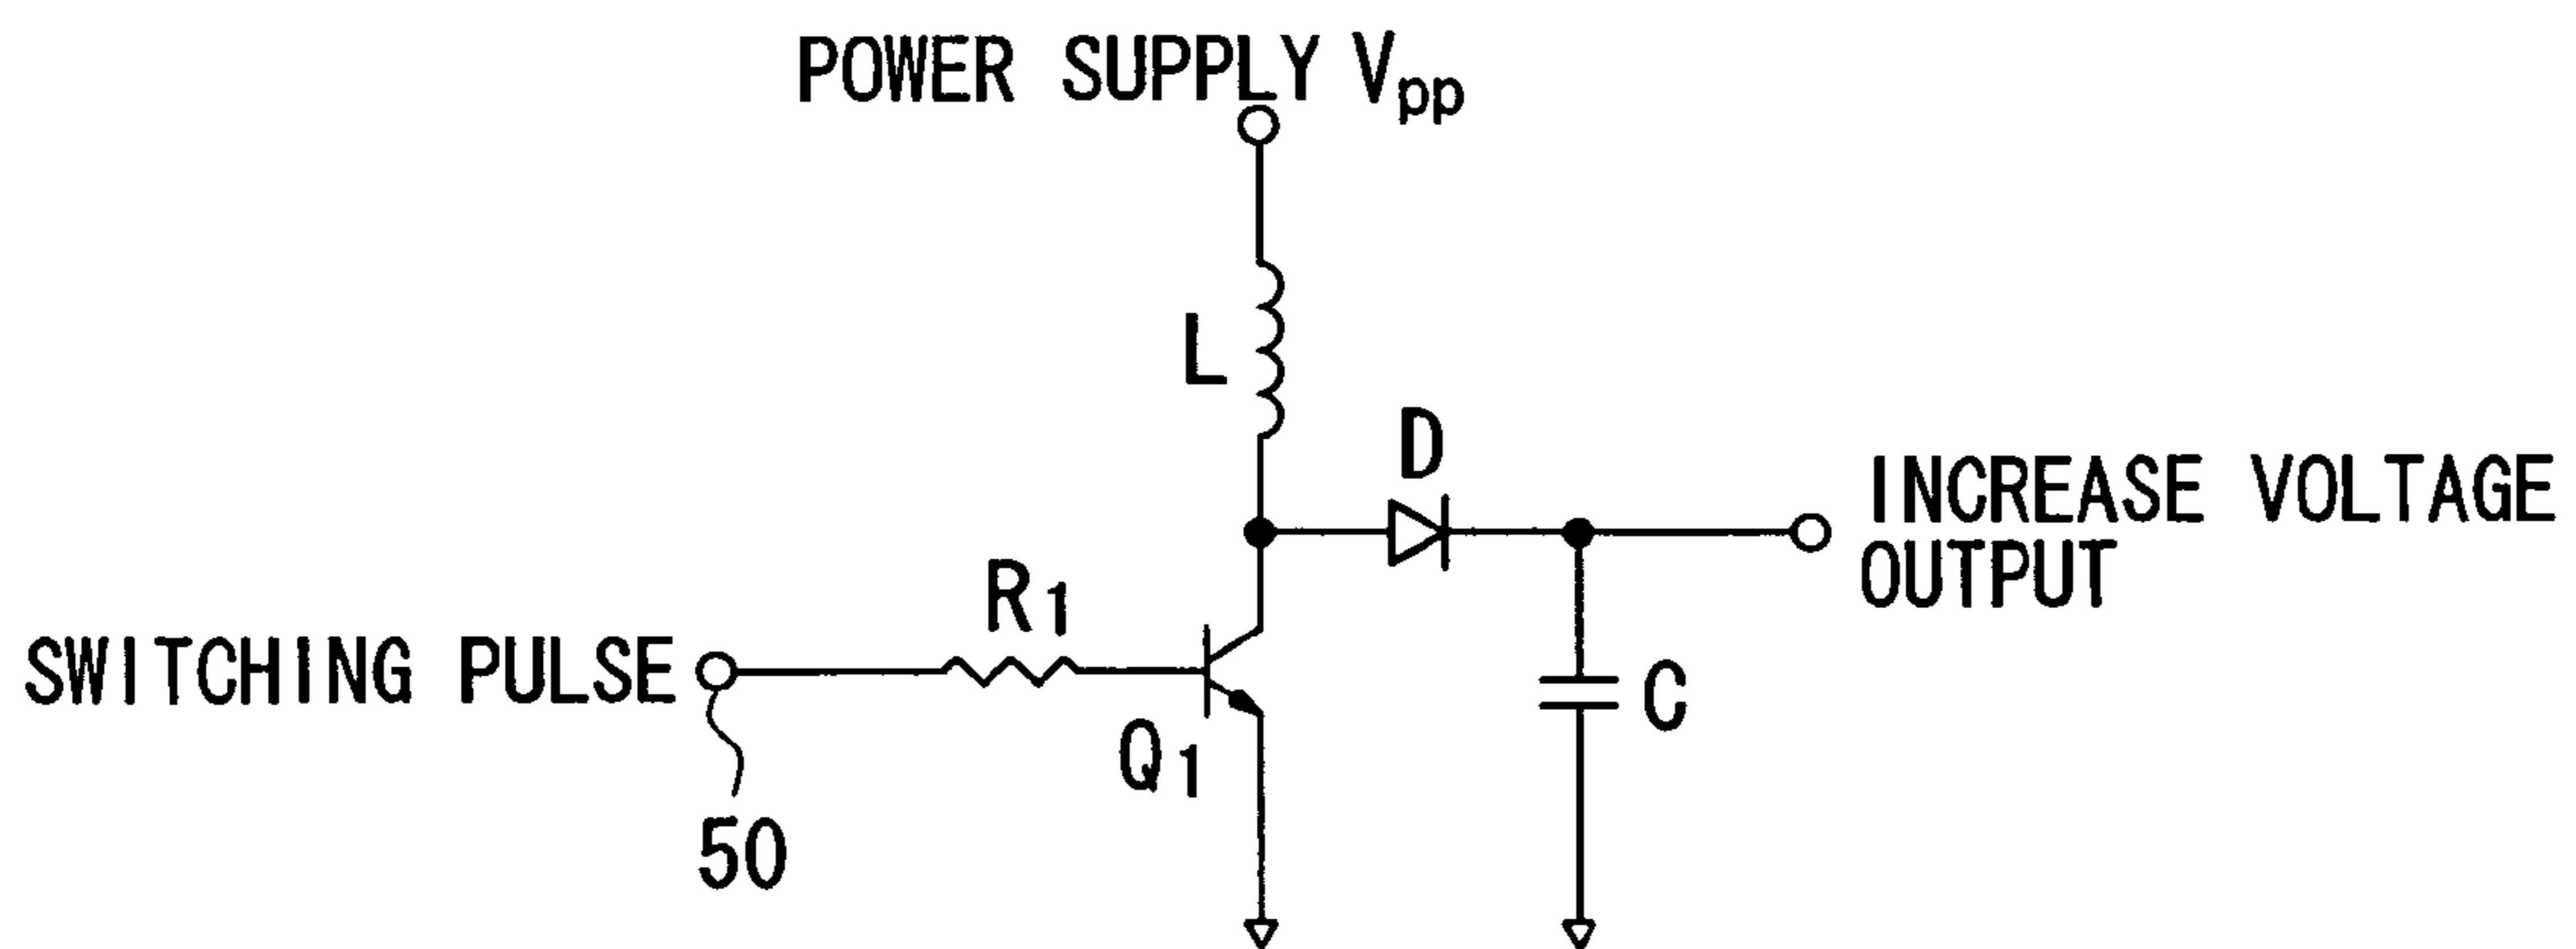 POWER SUPPLY Vpp
L
D
INCREASE VOLTAGE
OUTPUT
R1
SWITCHING PULSE
C
Q1
50